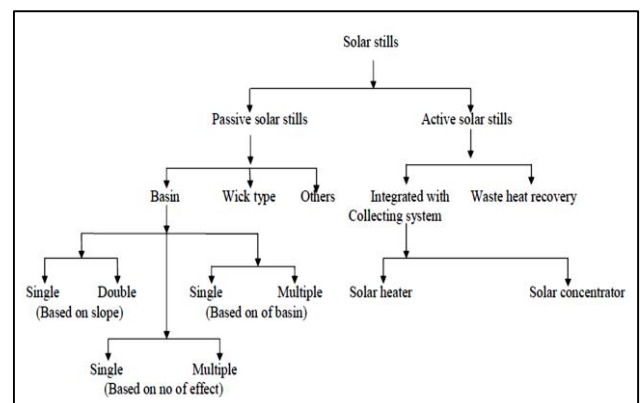 Solar stills
Passive solar stills Active solar stills
Basin Wick type Others Integrated with Waste heat recovery
Collecting system
Single Double Single Multiple Solar heater Solar concentrator
(Based on slope) (Based on of basin)
Single Multiple
(Based on no of effect)